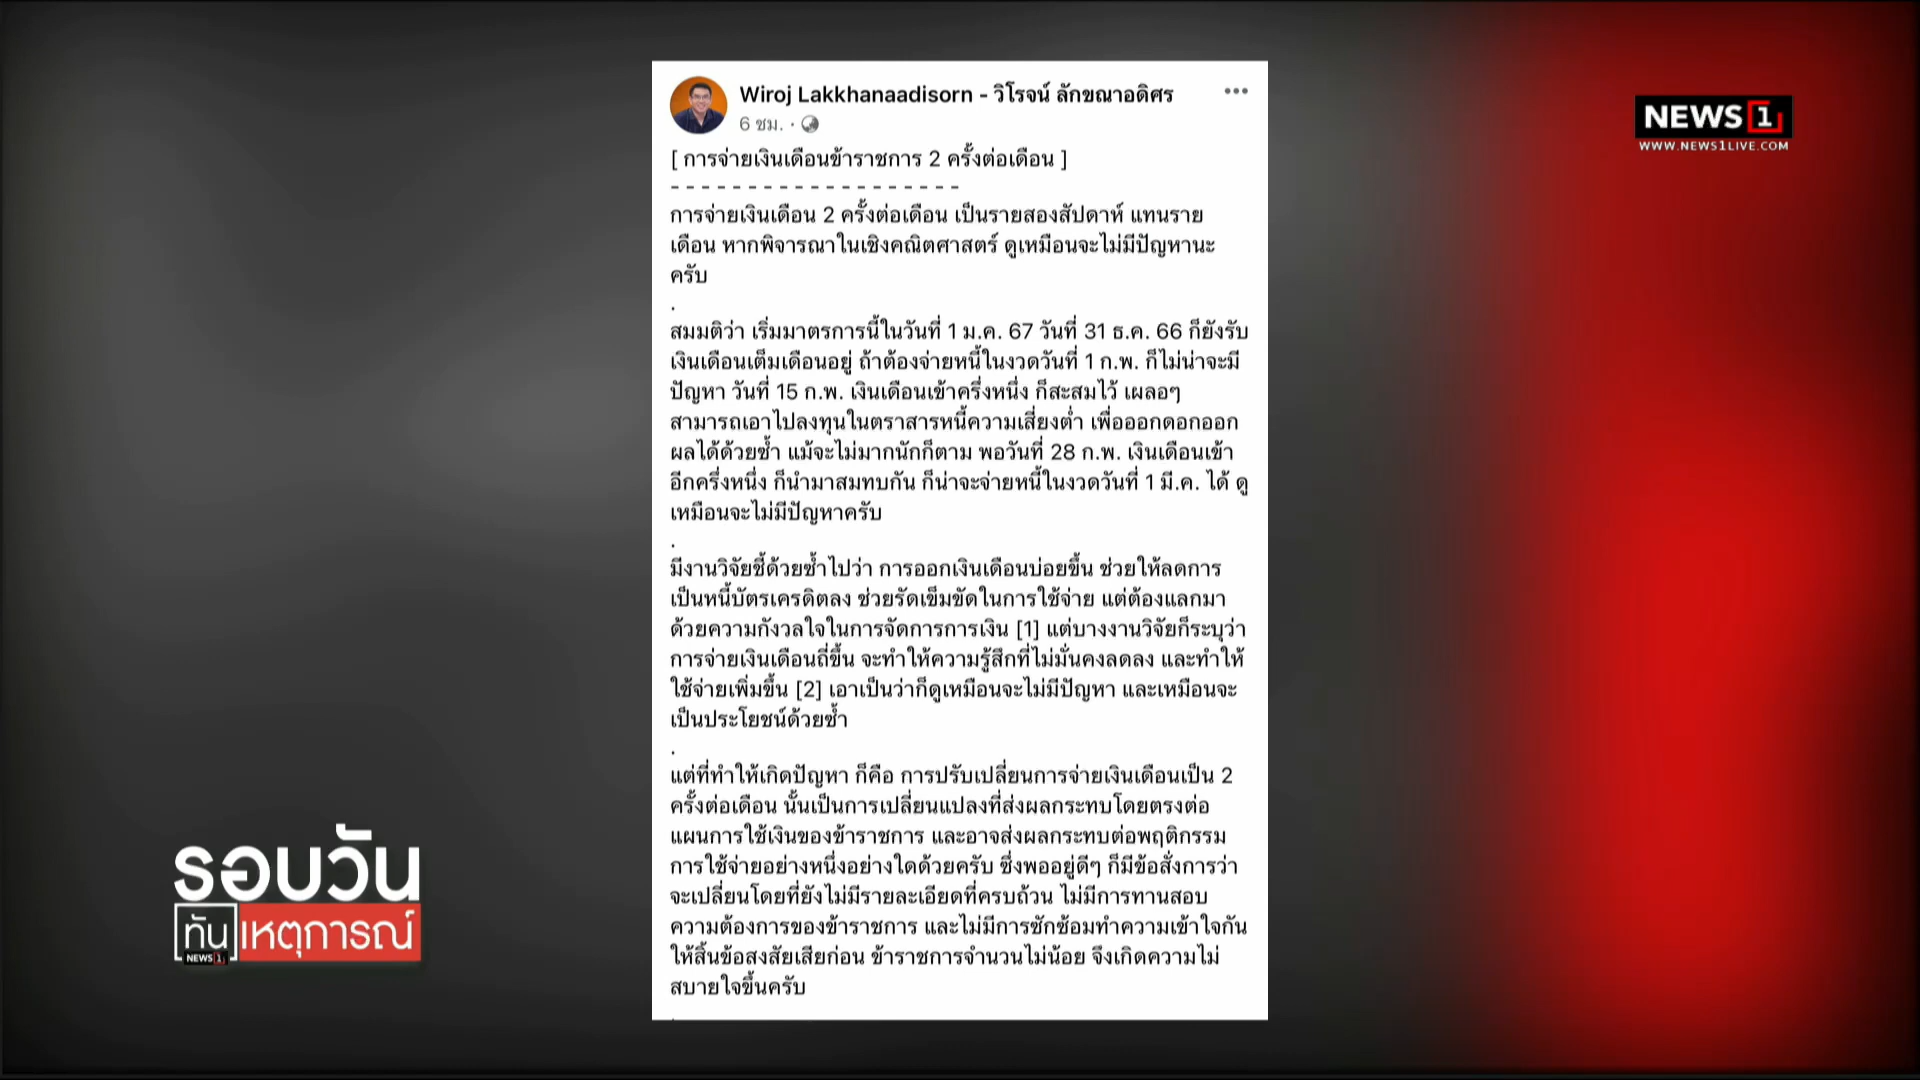 Wiroj Lakkhanaadisorn - วิโรจน์ ลักขณาอดิศร
6 ชม. ·
[ การจ่ายเงินเดือนข้าราชการ 2 ครั้งต่อเดือน ]
- - - - - - - - - - - - - - - - - - -
การจ่ายเงินเดือน 2 ครั้งต่อเดือน เป็นรายสองสัปดาห์ แทนราย
เดือน หากพิจารณาในเชิงคณิตศาสตร์ ดูเหมือนจะไม่มีปัญหานะ
ครับ
.
สมมติว่า เริ่มมาตรการนี้ในวันที่ 1 ม.ค. 67 วันที่ 31 ธ.ค. 66 ก็ยังรับ
เงินเดือนเต็มเดือนอยู่ ถ้าต้องจ่ายหนี้ในงวดวันที่ 1 ก.พ. ก็ไม่น่าจะมี
ปัญหา วันที่ 15 ก.พ. เงินเดือนเข้าครึ่งหนึ่ง ก็สะสมไว้ เผลอๆ
สามารถเอาไปลงทุนในตราสารหนี้ความเสี่ยงต่ำ เพื่อออกดอกออก
ผลได้ด้วยซ้ำ แม้จะไม่มากนักก็ตาม พอวันที่ 28 ก.พ. เงินเดือนเข้า
อีกครึ่งหนึ่ง ก็นำมาสมทบกัน ก็น่าจะจ่ายหนี้ในงวดวันที่ 1 มี.ค. ได้ ดู
เหมือนจะไม่มีปัญหาครับ
.
มีงานวิจัยชี้ด้วยซ้ำไปว่า การออกเงินเดือนบ่อยขึ้น ช่วยให้ลดการ
เป็นหนี้บัตรเครดิตลง ช่วยรัดเข็มขัดในการใช้จ่าย แต่ต้องแลกมา
ด้วยความกังวลใจในการจัดการการเงิน [1] แต่บางงานวิจัยก็ระบุว่า
การจ่ายเงินเดือนถี่ขึ้น จะทำให้ความรู้สึกที่ไม่มั่นคงลดลง และทำให้
ใช้จ่ายเพิ่มขึ้น [2] เอาเป็นว่าก็ดูเหมือนจะไม่มีปัญหา และเหมือนจะ
เป็นประโยชน์ด้วยซ้ำ
.
แต่ที่ทำให้เกิดปัญหา ก็คือ การปรับเปลี่ยนการจ่ายเงินเดือนเป็น 2
ครั้งต่อเดือน นั้นเป็นการเปลี่ยนแปลงที่ส่งผลกระทบโดยตรงต่อ
แผนการใช้เงินของข้าราชการ และอาจส่งผลกระทบต่อพฤติกรรม
การใช้จ่ายอย่างหนึ่งอย่างใดด้วยครับ ซึ่งพออยู่ดีๆ ก็มีข้อสั่งการว่า
จะเปลี่ยนโดยที่ยังไม่มีรายละเอียดที่ครบถ้วน ไม่มีการทานสอบ
ความต้องการของข้าราชการ และไม่มีการซักซ้อมทำความเข้าใจกัน
ให้สิ้นข้อสงสัยเสียก่อน ข้าราชการจำนวนไม่น้อย จึงเกิดความไม่
สบายใจขึ้นครับ
NEWS 1
WWW.NEWS1LIVE.COM
รอบวัน
ทันเหตุการณ์
NEWS 1